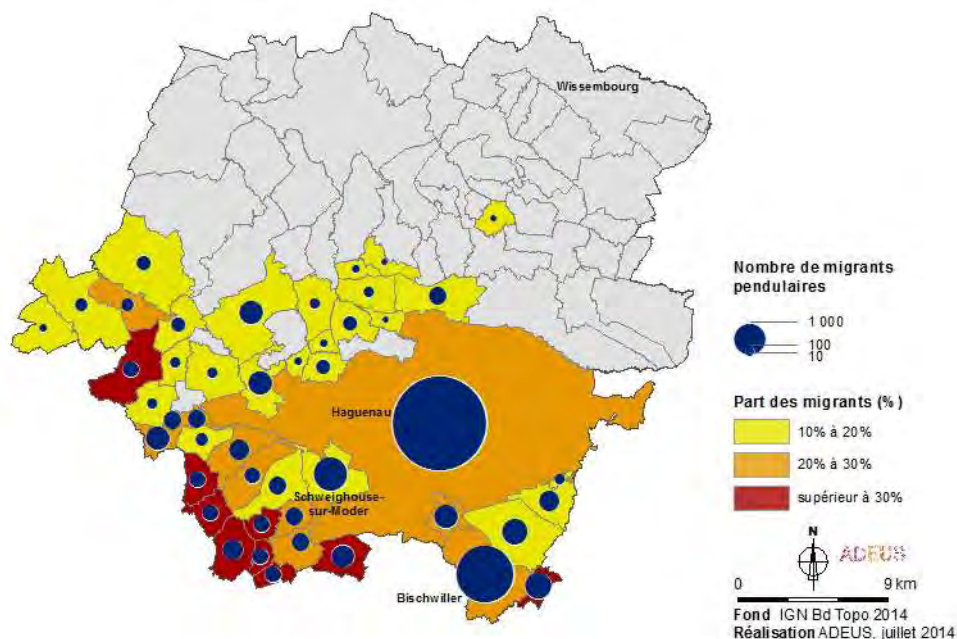 Wissembourg
Haguenau
Schweighouse-
sur-Moder
Bischwiller
Nombre de migrants
pendulaires
1 000
100
10
Part des migrants (%)
10% à 20%
20% à 30%
supérieur à 30%
N
ADEUS
0 9 km
Fond IGN Bd Topo 2014
Réalisation ADEUS, juillet 2014